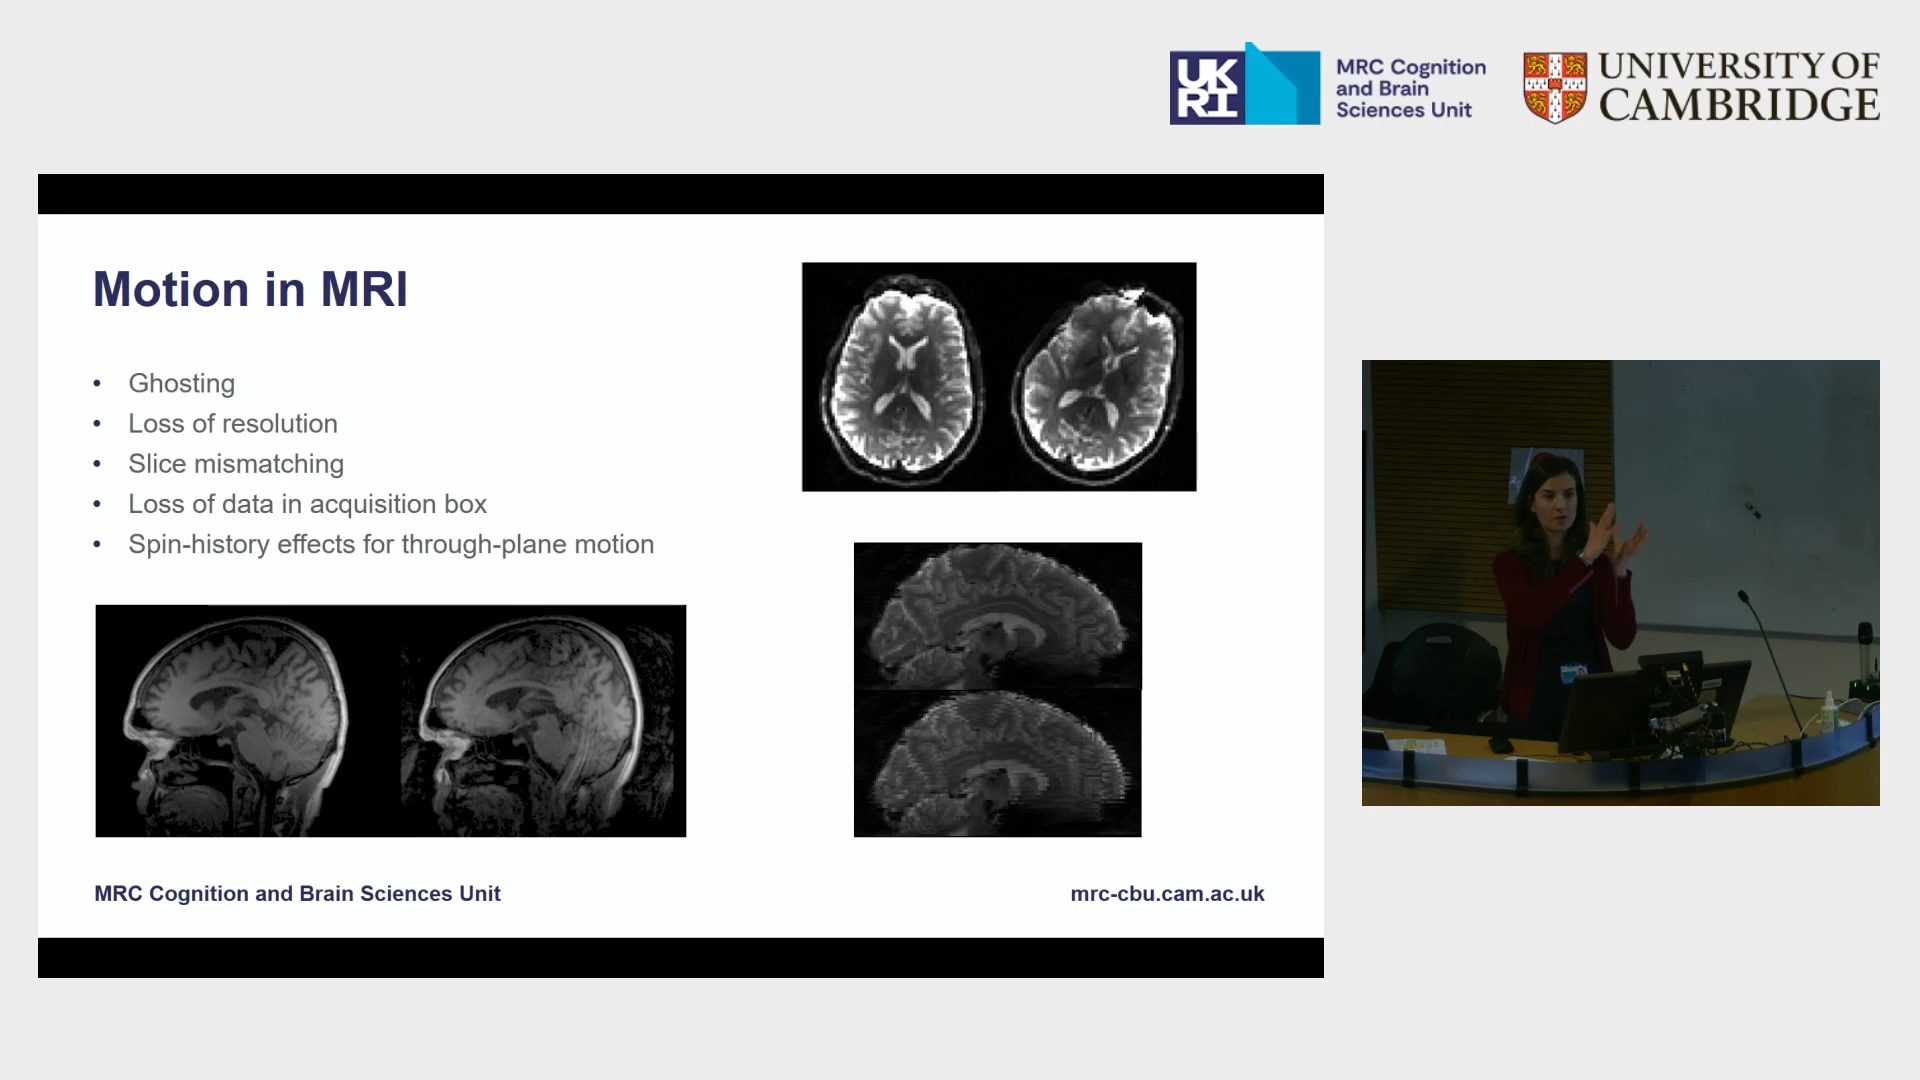 UK
RI
MRC Cognition
and Brain
Sciences Unit
UNIVERSITY OF
CAMBRIDGE
Motion in MRI
• Ghosting
• Loss of resolution
• Slice mismatching
• Loss of data in acquisition box
• Spin-history effects for through-plane motion
MRC Cognition and Brain Sciences Unit
mrc-cbu.cam.ac.uk